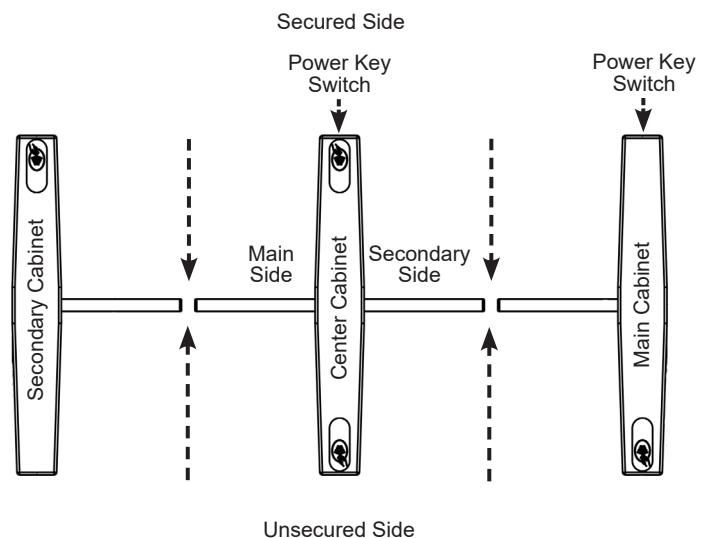 Secured Side
Power Key
Switch
Power Key
Switch
Secondary Cabinet
Main
Side
Center Cabinet
Secondary
Side
Main Cabinet
Unsecured Side